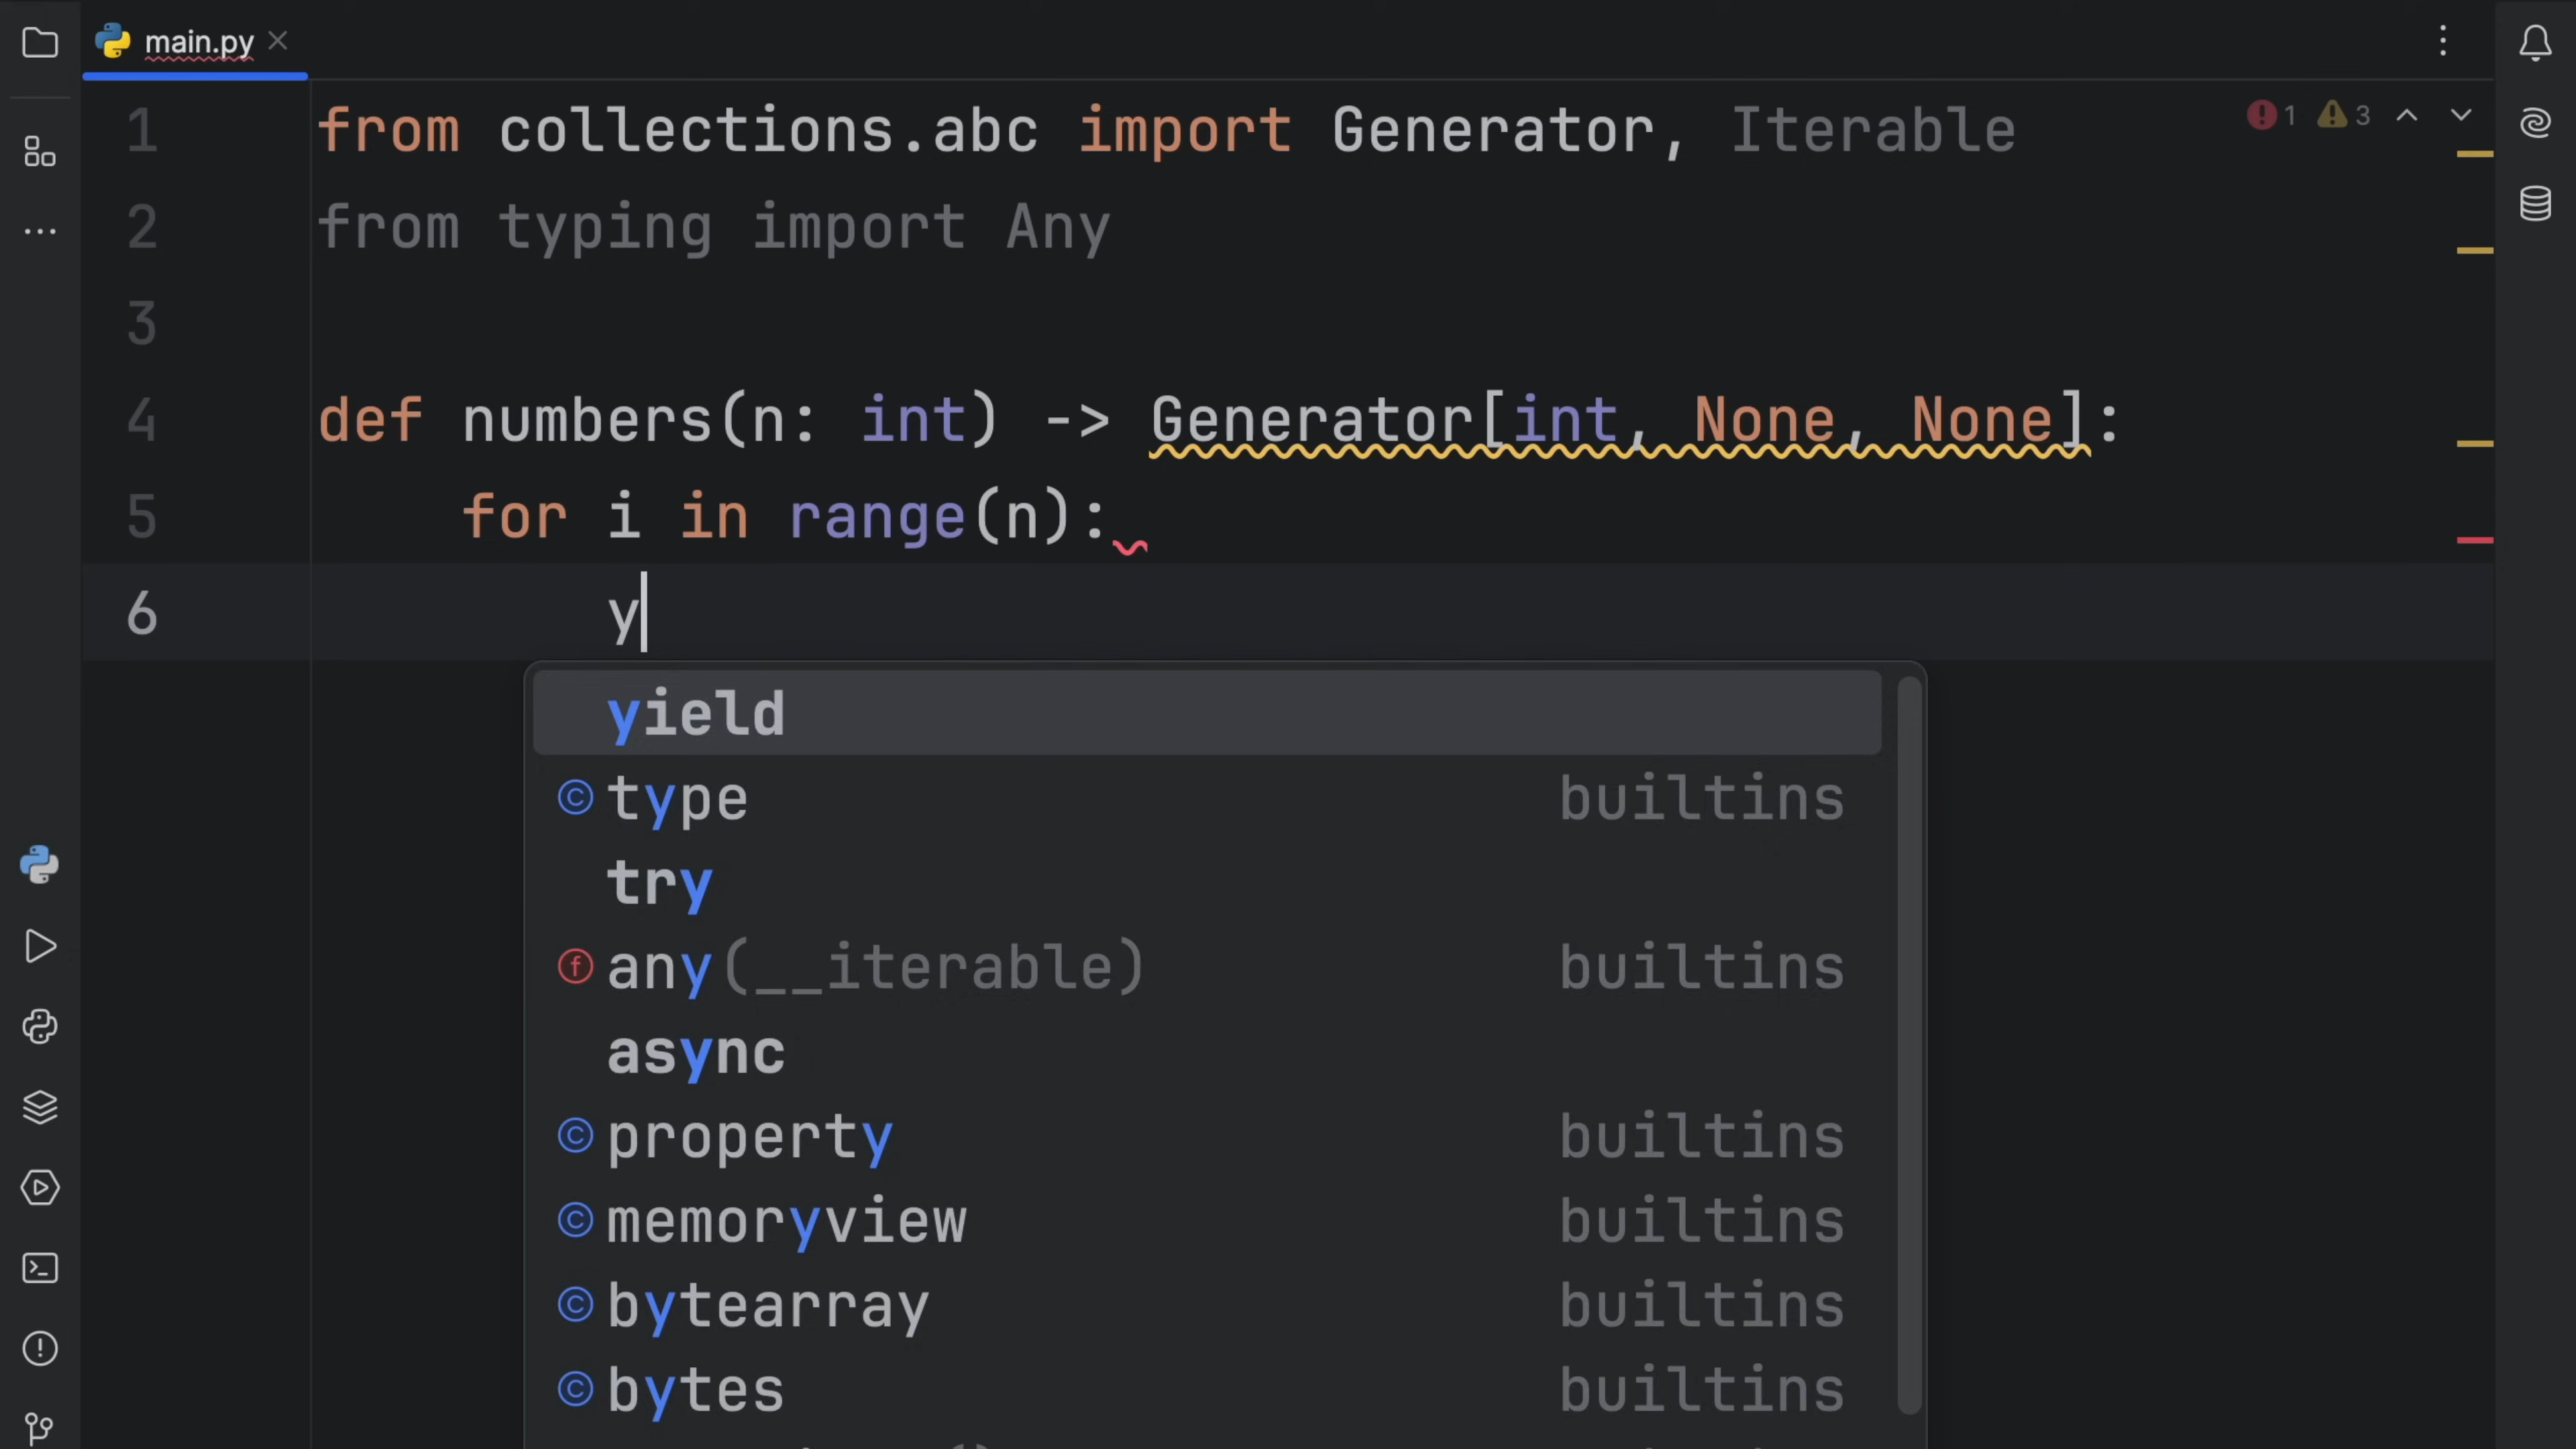 main.py
1 from collections.abc import Generator, Iterable
1 3
2 from typing import Any
3
4 def numbers(n: int) -> Generator[int, None, None]:
5 for i in range(n):
6 y
yield
type builtins
try
any(__iterable) builtins
async
property builtins
memoryview builtins
bytearray builtins
bytes builtins